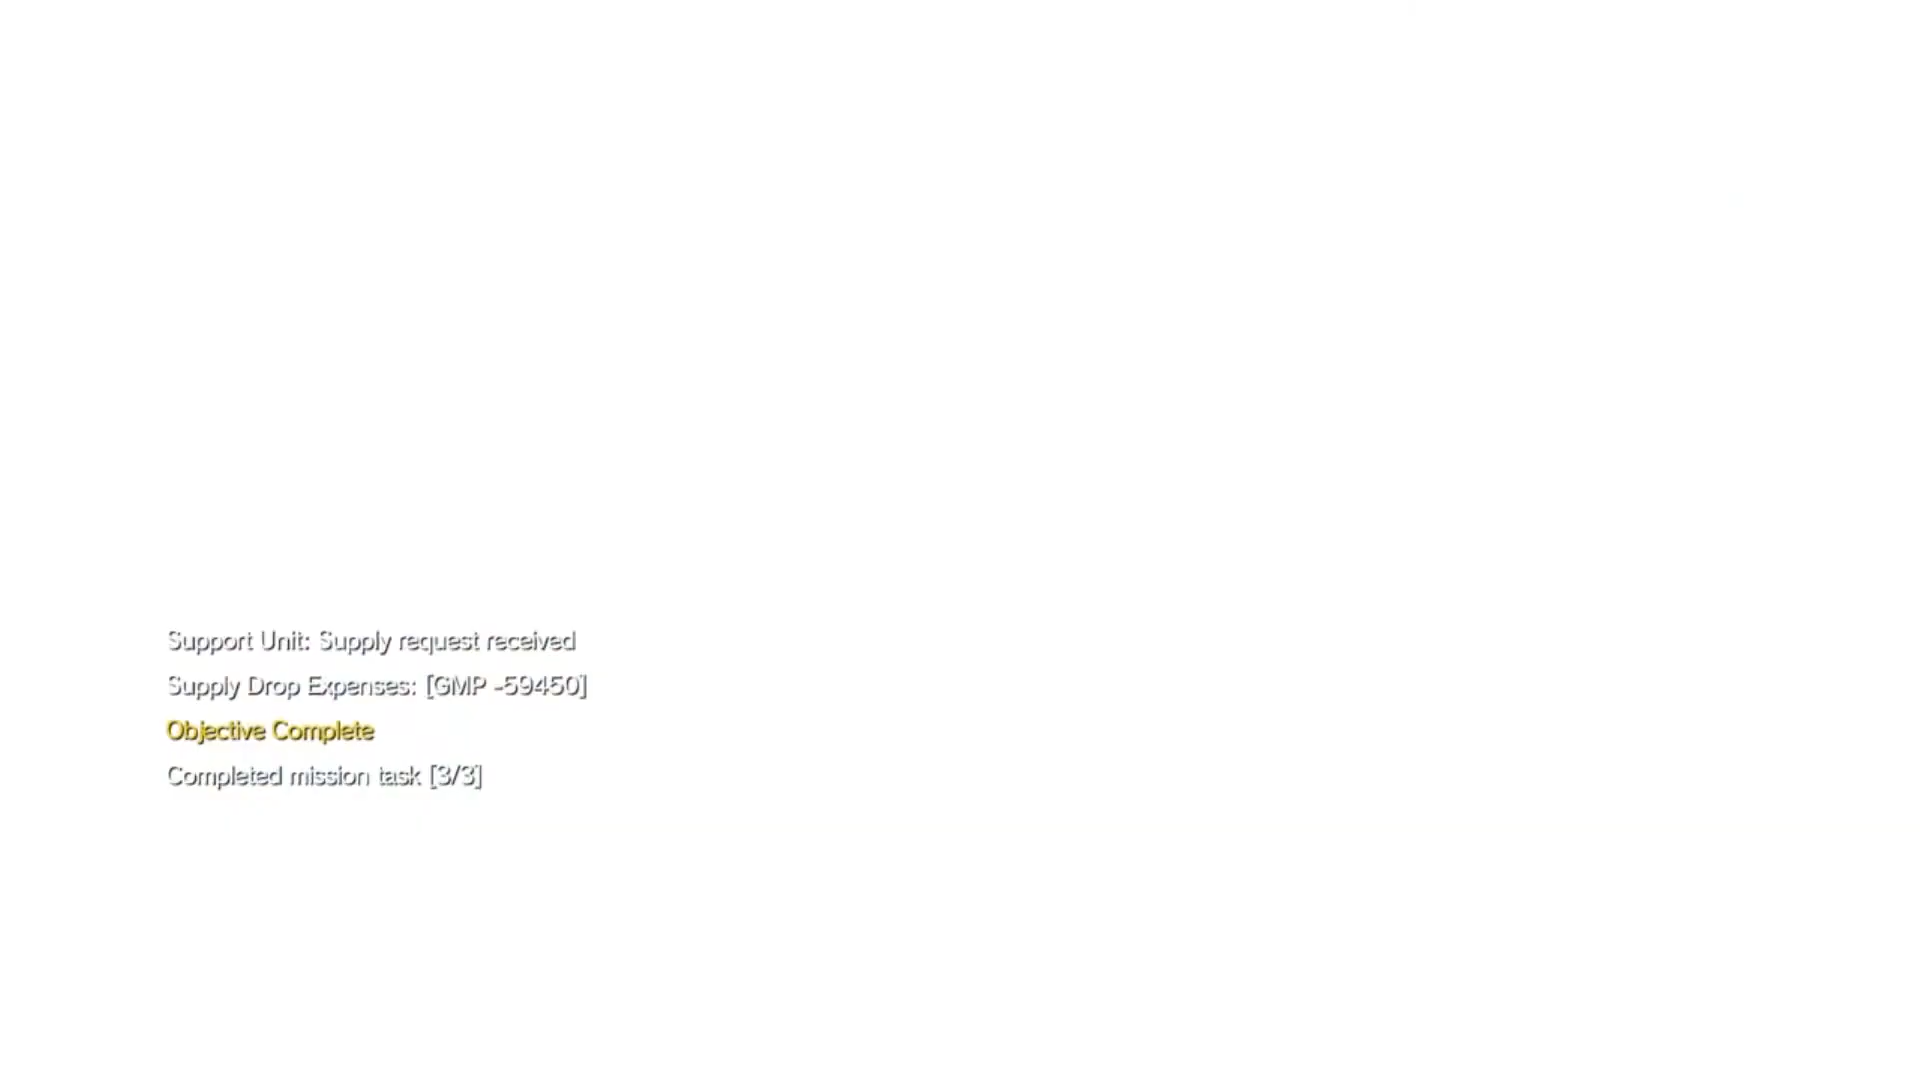 Support Unit: Supply request received
Supply Drop Expenses: [GMP -59450]
Objective Complete
Completed mission task [3/3]